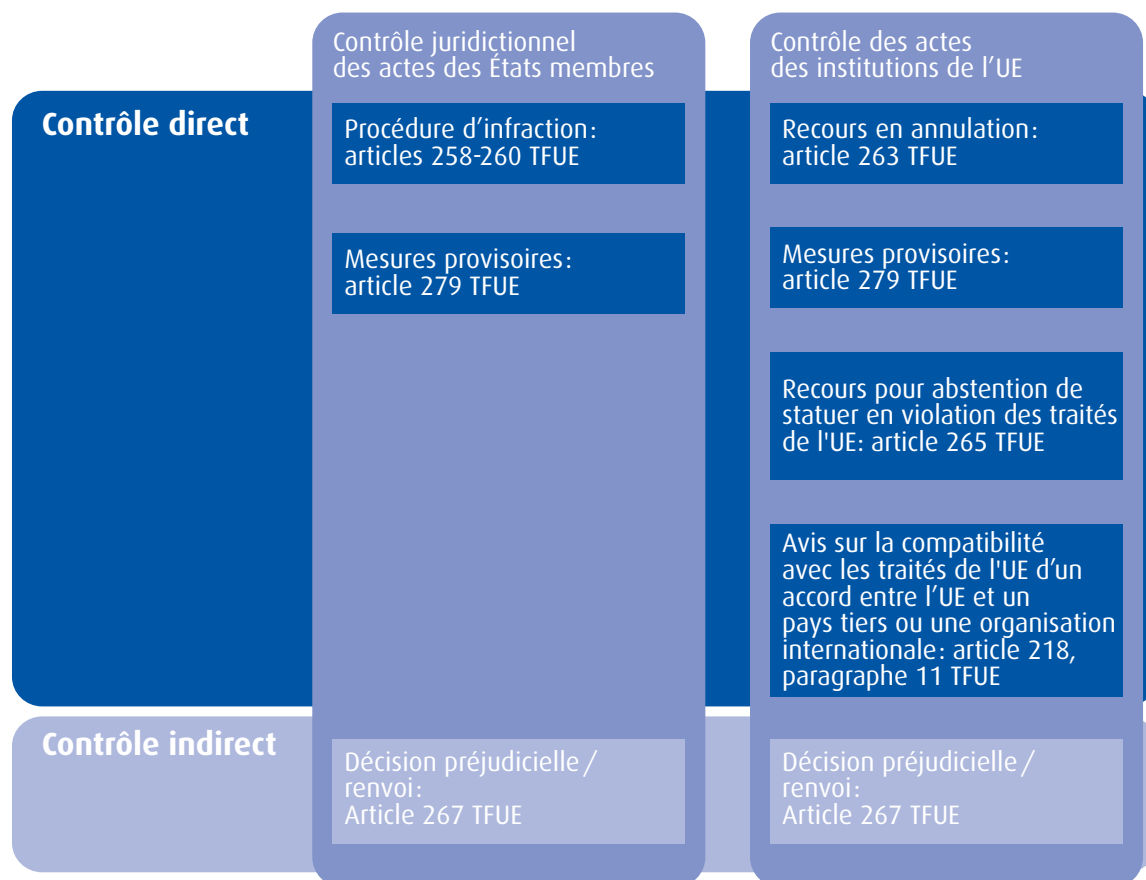 Contrôle juridictionnel
des actes des États membres
Contrôle des actes
des institutions de l’UE
Contrôle direct
Procédure d’infraction:
articles 258-260 TFUE
Mesures provisoires:
article 279 TFUE
Recours en annulation:
article 263 TFUE
Mesures provisoires:
article 279 TFUE
Recours pour abstention de
statuer en violation des traités
de l'UE: article 265 TFUE
Avis sur la compatibilité
avec les traités de l'UE d’un
accord entre l’UE et un
pays tiers ou une organisation
internationale: article 218,
paragraphe 11 TFUE
Contrôle indirect
Décision préjudicielle /
renvoi:
Article 267 TFUE
Décision préjudicielle /
renvoi:
Article 267 TFUE